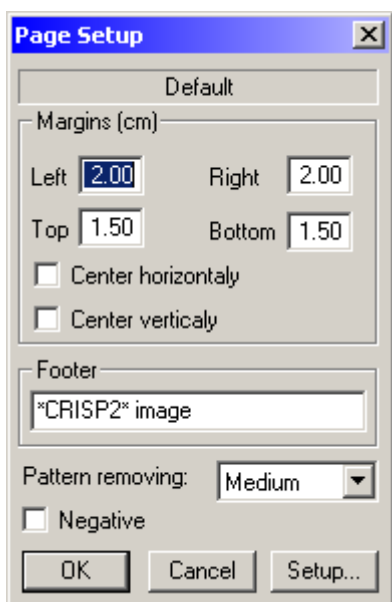 Page Setup
Default
Margins (cm)
Left 2.00 Right 2.00
Top 1.50 Bottom 1.50
Center horizontaly
Center verticaly
Footer
*CRISP2* image
Pattern removing: Medium
Negative
OK Cancel Setup...